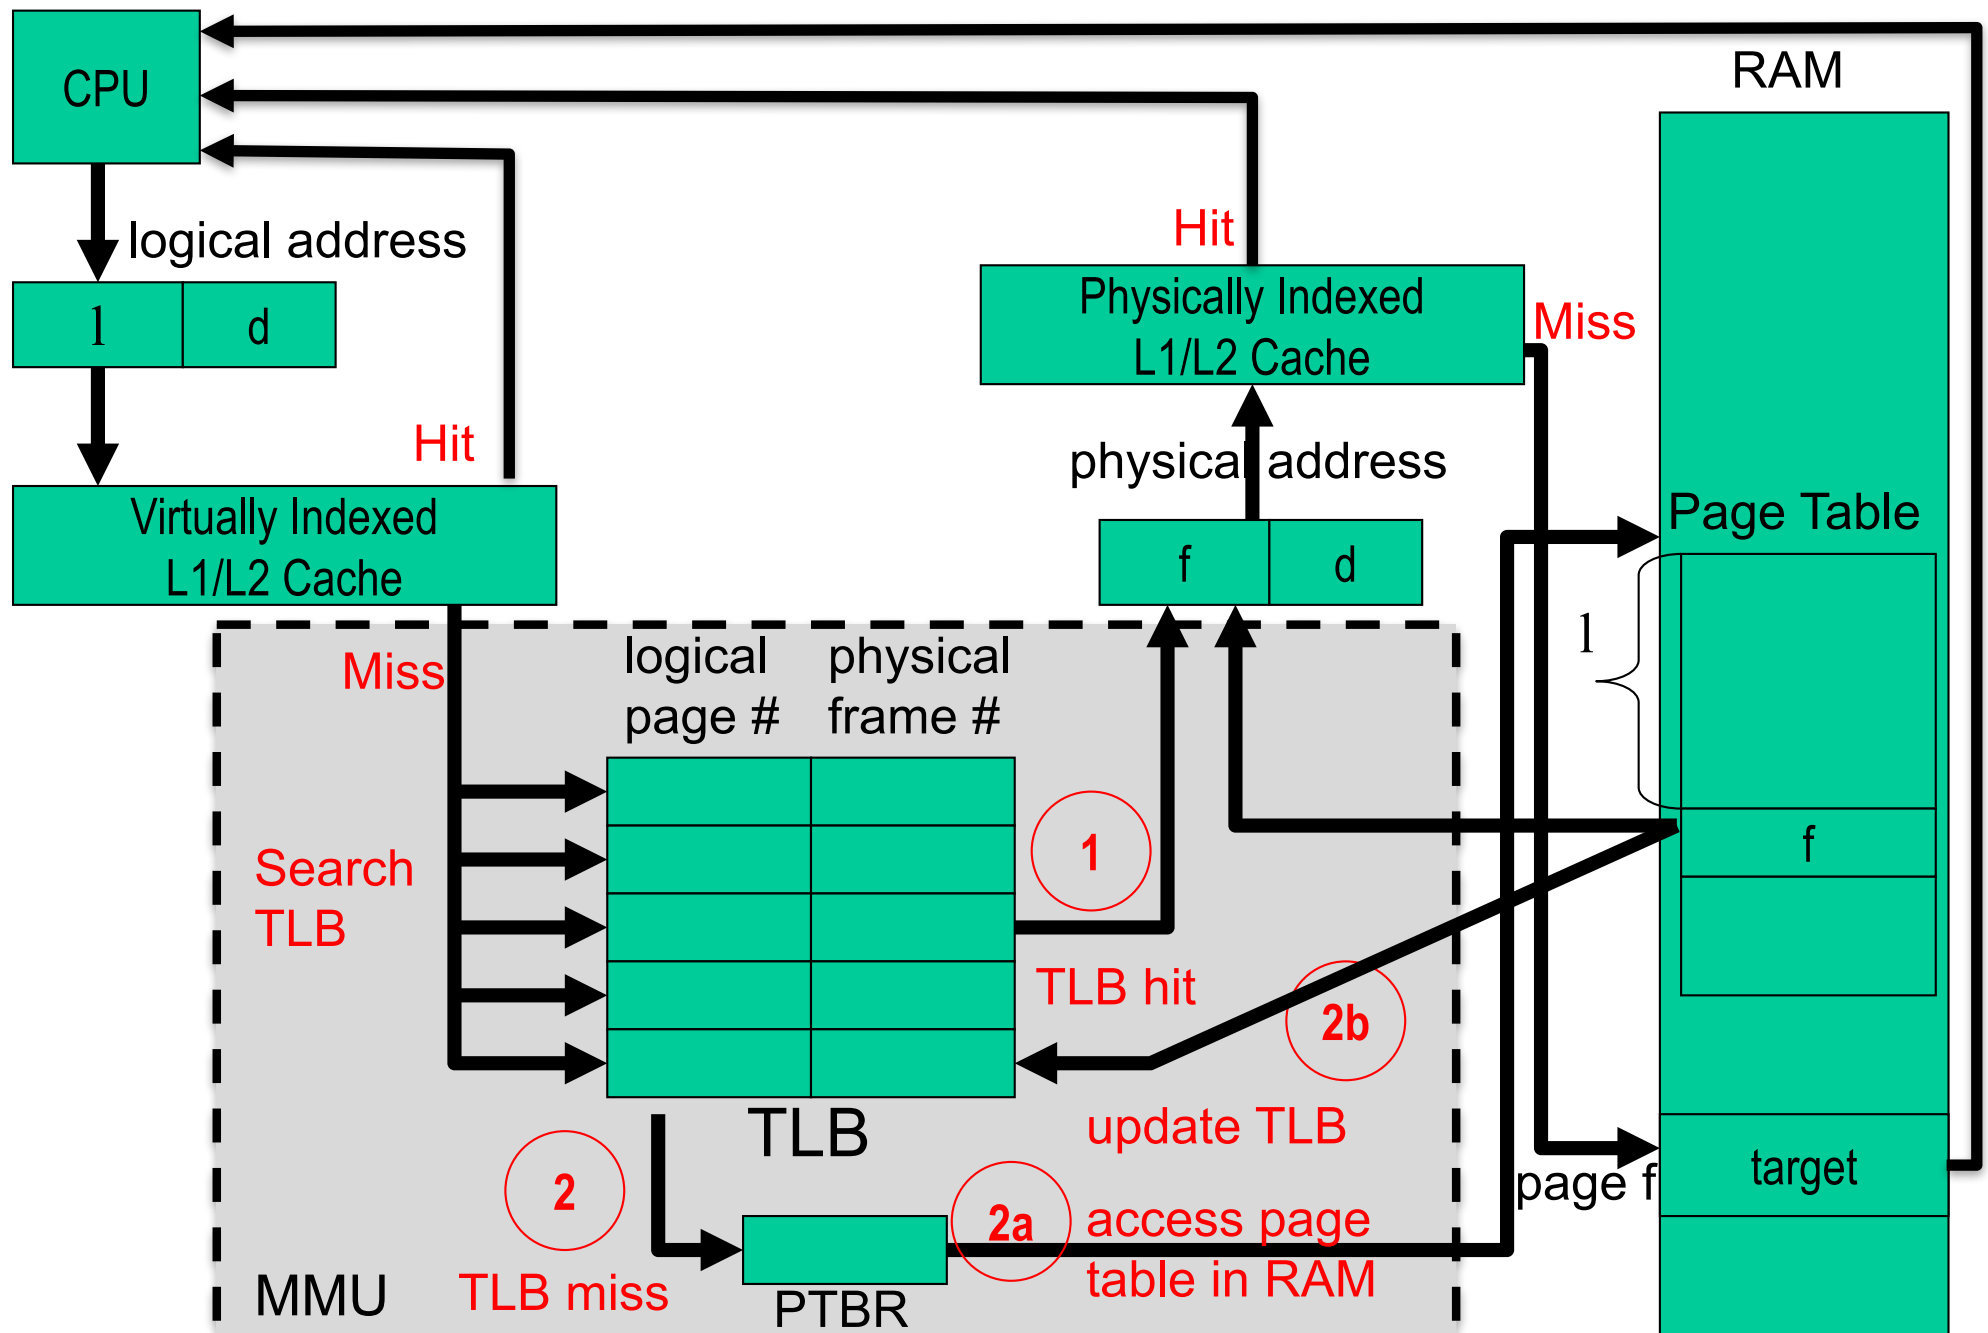 RAM
CPU
logical address
l
d
Hit
Virtually Indexed
L1/L2 Cache
Hit
Physically Indexed
L1/L2 Cache
Miss
physical address
f
d
Page Table
l
f
Miss
logical
page #
physical
frame #
Search
TLB
1
TLB hit
2b
update TLB
TLB
2
TLB miss
2a
access page
table in RAM
PTBR
MMU
page f
target